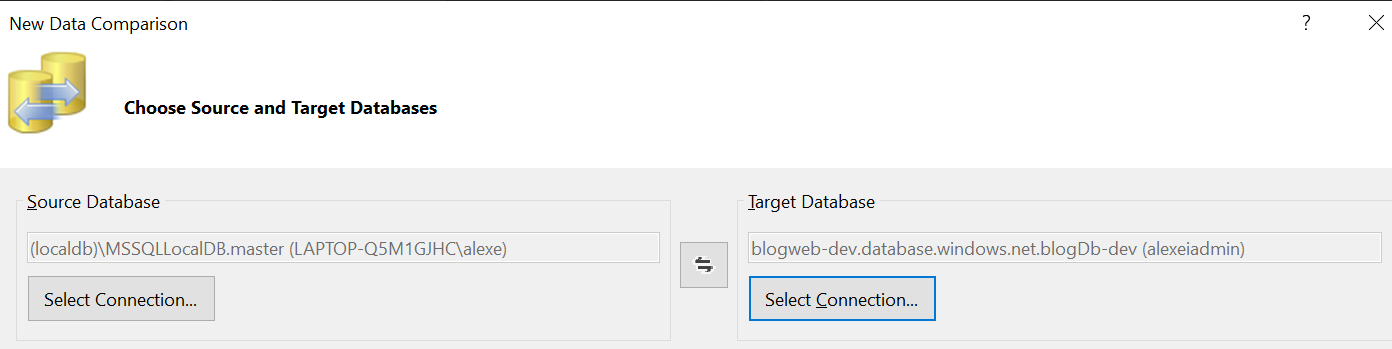 New Data Comparison
?
Choose Source and Target Databases
Source Database
(localdb)\MSSQLLocalDB.master (LAPTOP-Q5M1GJHC\alexe)
Select Connection...
Target Database
blogweb-dev.database.windows.net.blogDb-dev (alexeiadmin)
Select Connection...